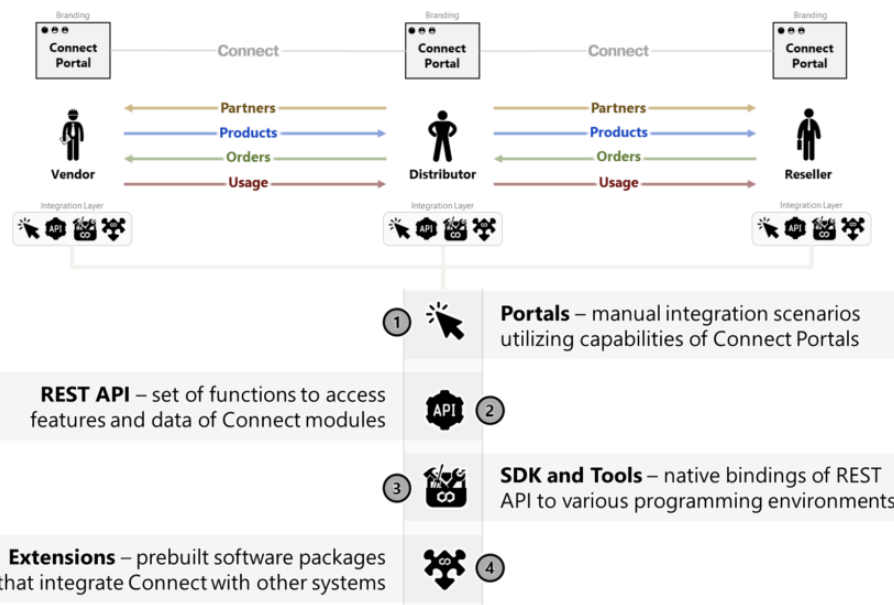 Branding
Branding
Branding
Connect
Portal
Connect
Connect
Portal
Connect
Connect
Portal
Partners
Partners
Products
Products
Orders
Orders
Vendor
Usage
Distributor
Usage
Reseller
Integration Layer
Integration Layer
Integration Layer
API
API
API
1
Portals – manual integration scenarios
utilizing capabilities of Connect Portals
REST API – set of functions to access
features and data of Connect modules
API
2
3
SDK and Tools – native bindings of REST
API to various programming environments
Extensions – prebuilt software packages
that integrate Connect with other systems
4